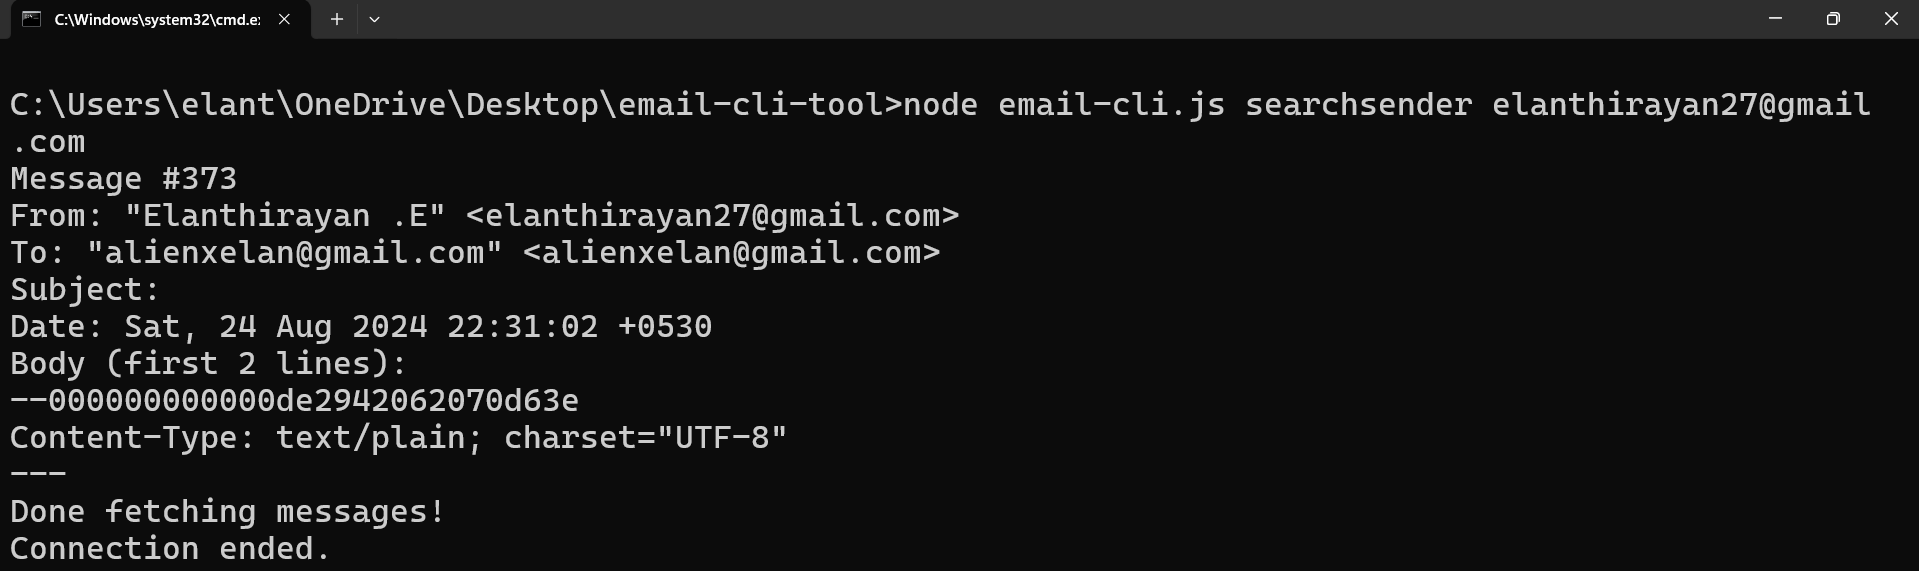 C:\Windows\system32\cmd.e
C:\Users\elant\OneDrive\Desktop\email-cli-tool>node email-cli.js searchsender elanthirayan27@gmail
.com
Message #373
From: "Elanthirayan .E" <elanthirayan27@gmail.com>
To: "alienxelan@gmail.com" <alienxelan@gmail.com>
Subject:
Date: Sat, 24 Aug 2024 22:31:02 +0530
Body (first 2 lines):
--000000000000de2942062070d63e
Content-Type: text/plain; charset="UTF-8"
---
Done fetching messages!
Connection ended.